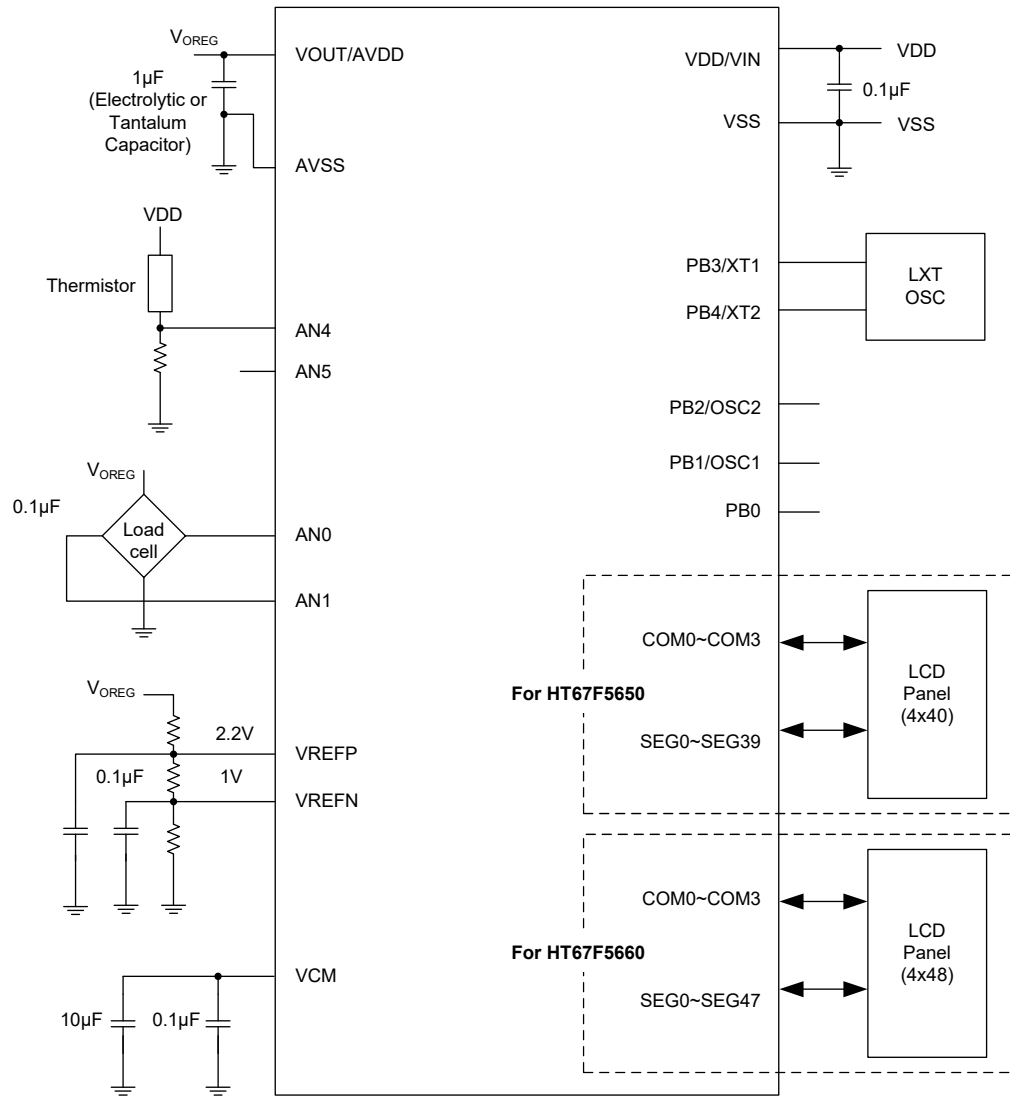 VOREG
VOUT/AVDD
1µF
(Electrolytic or
Tantalum
Capacitor)
AVSS
VDD
Thermistor
AN4
AN5
VOREG
0.1µF
Load
cell
AN0
AN1
VOREG
2.2V
VREFP
0.1µF
1V
VREFN
VCM
10µF
0.1µF
VDD/VIN
VDD
0.1µF
VSS
VSS
PB3/XT1
LXT
OSC
PB4/XT2
PB2/OSC2
PB1/OSC1
PB0
COM0~COM3
For HT67F5650
SEG0~SEG39
LCD
Panel
(4x40)
COM0~COM3
For HT67F5660
SEG0~SEG47
LCD
Panel
(4x48)